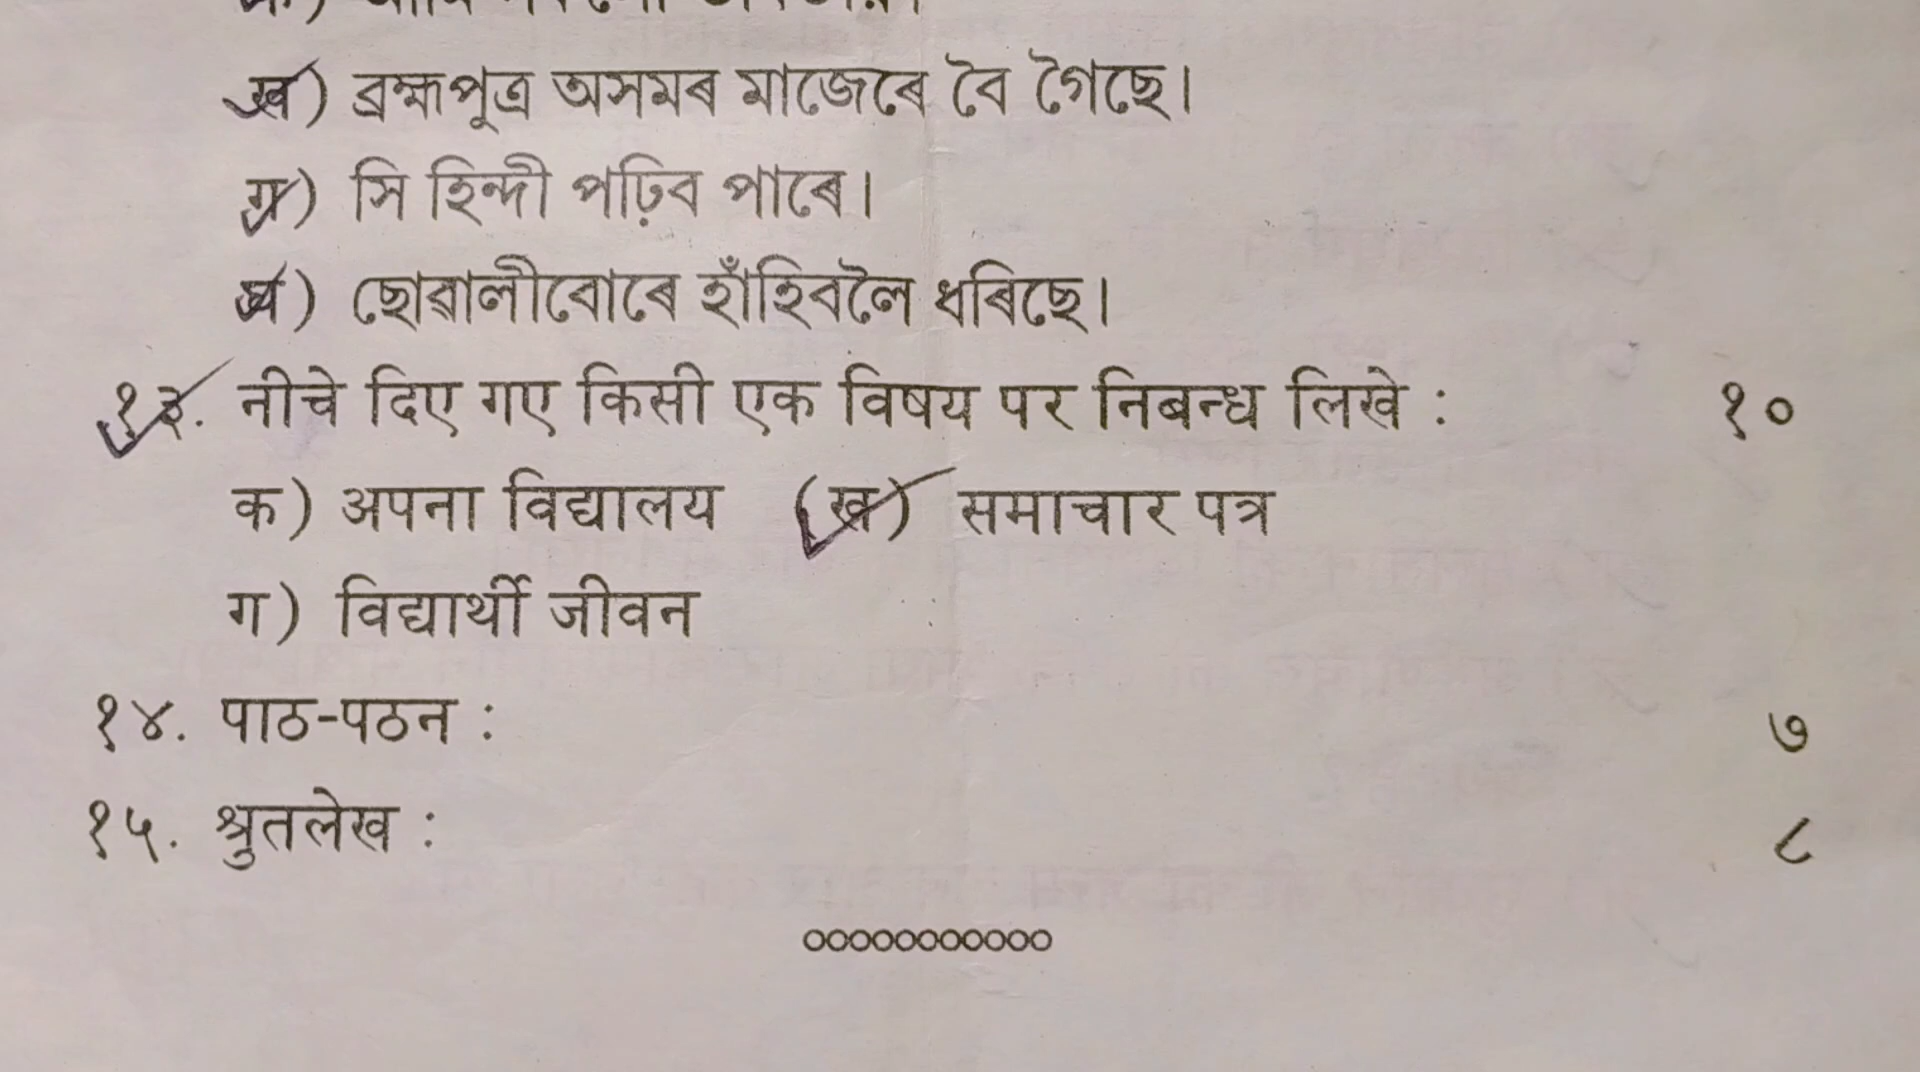 ख) ব্ৰহ্মপুত্ৰ অসমৰ মাজেৰে বৈ গৈছে।
ग) সি হিন্দী পঢ়িব পাৰে।
घ) ছোৱালীবোৰে হাঁহিবলৈ ধৰিছে।
१३. नीचे दिए गए किसी एक विषय पर निबन्ध लिखे : १०
क) अपना विद्यालय (ख) समाचार पत्र
ग) विद्यार्थी जीवन
१४. पाठ-पठन : ७
१५. श्रुतलेख : ८
ooooooooooo